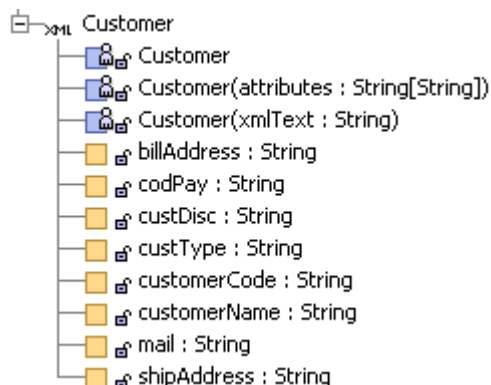 XML Customer
Customer
Customer(attributes : String[String])
Customer(xmlText : String)
billAddress : String
codPay : String
custDisc : String
custType : String
customerCode : String
customerName : String
mail : String
shipAddress : String